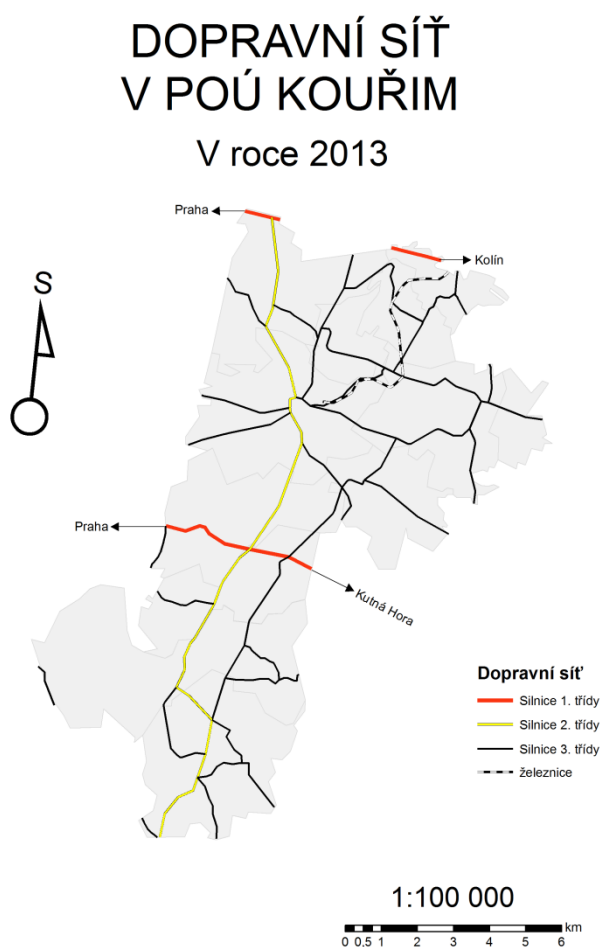 DOPRAVNÍ SÍŤ
V POÚ KOUŘIM
V roce 2013
Praha
Kolín
S
Praha
Kutná Hora
Dopravní síť
Silnice 1. třídy
Silnice 2. třídy
Silnice 3. třídy
železnice
1:100 000
km
0 0,5 1 2 3 4 5 6